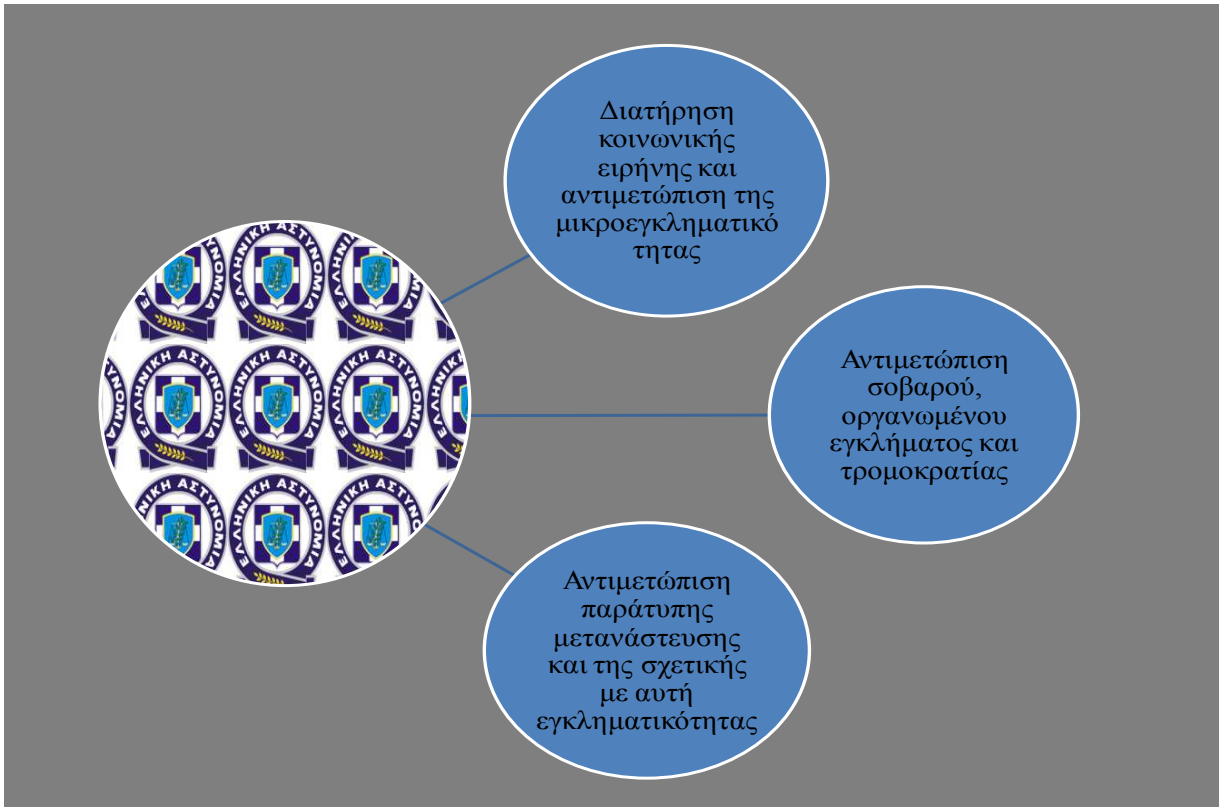 Διατήρηση
κοινωνικής
ειρήνης και
αντιμετώπιση της
μικροεγκληματικό
τητας
ΕΛΛΗΝΙΚΗ ΑΣΤΥΝΟΜΙΑ
Αντιμετώπιση
σοβαρού,
οργανωμένου
εγκλήματος και
τρομοκρατίας
Αντιμετώπιση
παράτυπης
μετανάστευσης
και της σχετικής
με αυτή
εγκληματικότητας